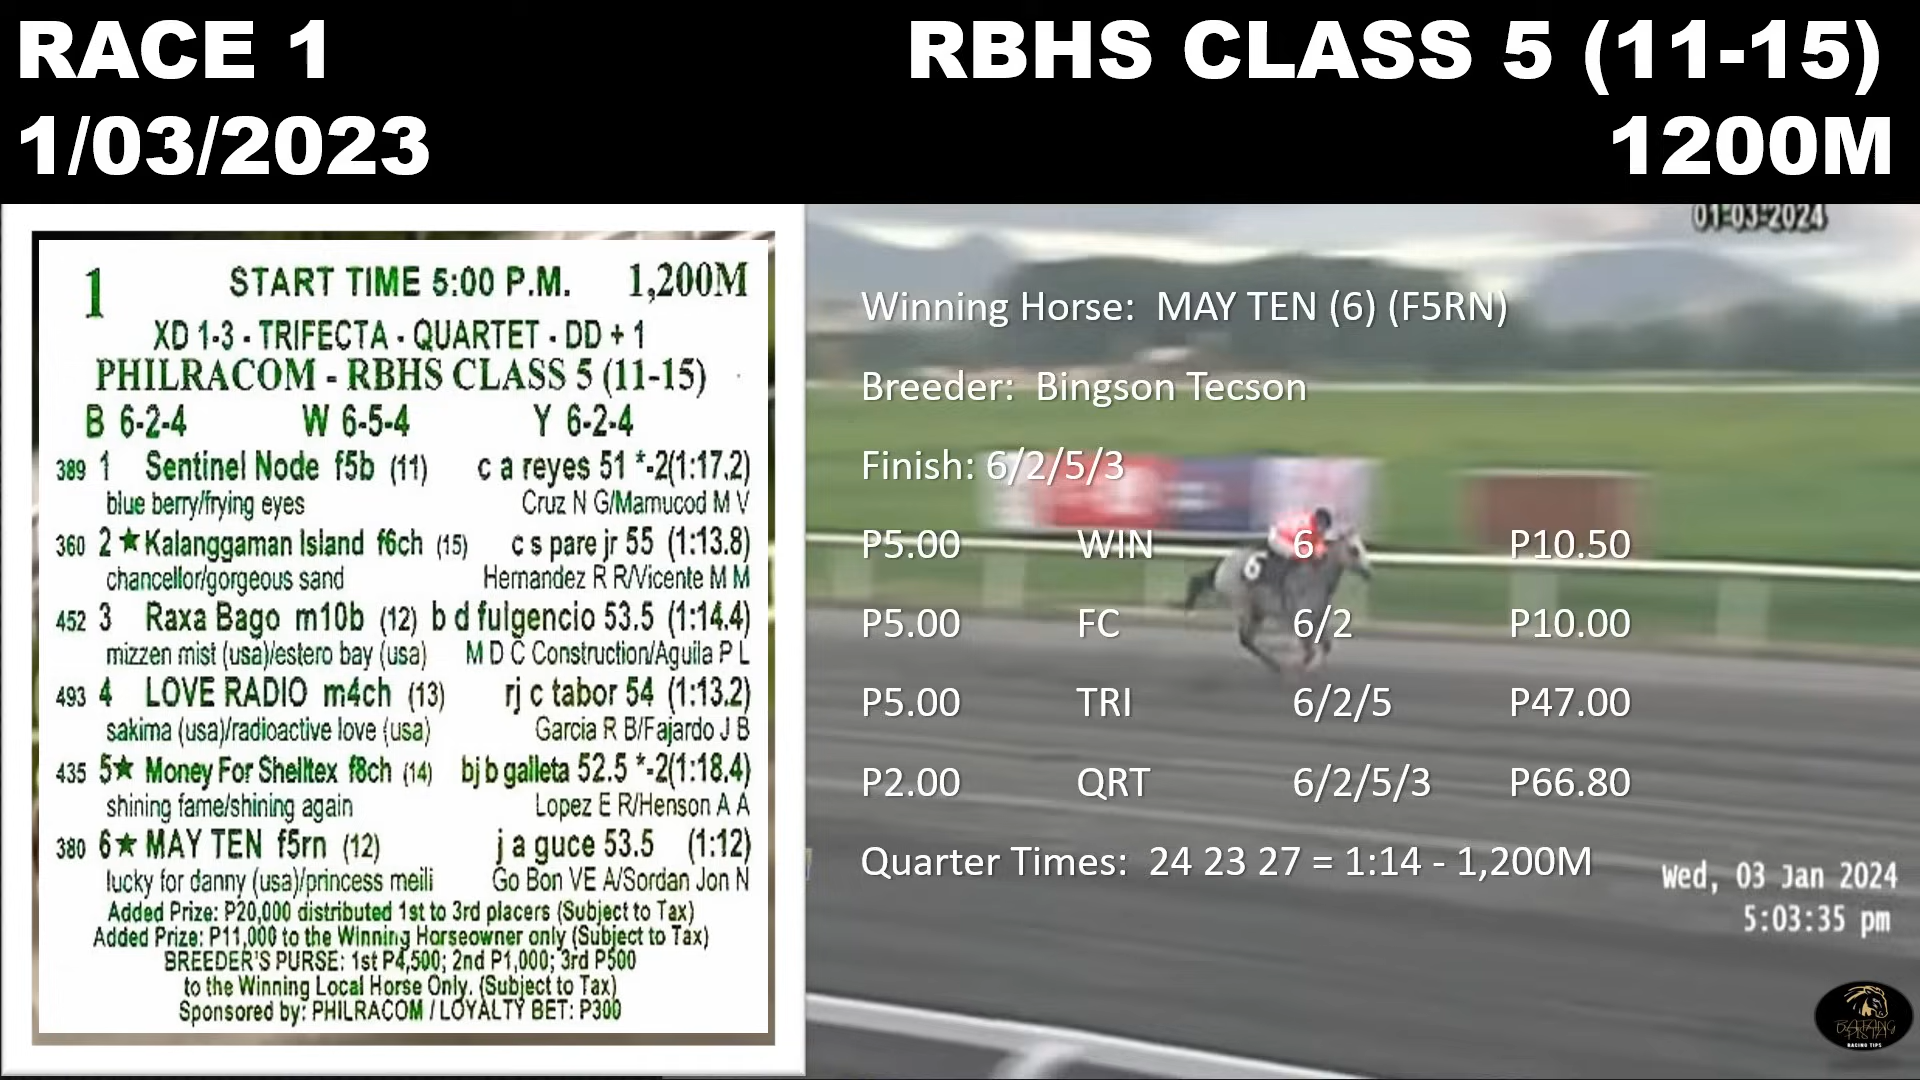 RACE 1
RBHS CLASS 5 (11-15)
1/03/2023
1200M
1 START TIME 5:00 P.M. 1,200M
XD 1-3 - TRIFECTA - QUARTET - DD + 1
PHILRACOM - RBHS CLASS 5 (11-15)
B 6-2-4 W 6-5-4 Y 6-2-4
389 1 Sentinel Node f5b (11) c a reyes 51 *-2(1:17.2)
blue berry/frying eyes Cruz N G/Mamucod M V
360 2 ★ Kalanggaman Island f6ch (15) c s pare jr 55 (1:13.8)
chancellor/gorgeous sand Hernandez R R/Vicente M M
452 3 Raxa Bago m10b (12) b d fulgencio 53.5 (1:14.4)
mizzen mist (usa)/estero bay (usa) M D C Construction/Aguila P L
493 4 LOVE RADIO m4ch (13) rj c tabor 54 (1:13.2)
sakima (usa)/radioactive love (usa) Garcia R B/Fajardo J B
435 5★ Money For Shelltex f8ch (14) bj b galleta 52.5 *-2(1:18.4)
shining fame/shining again Lopez E R/Henson A A
380 6★ MAY TEN f5rn (12) j a guce 53.5 (1:12)
lucky for danny (usa)/princess meili Go Bon VE A/Sordan Jon N
Added Prize: P20,000 distributed 1st to 3rd placers (Subject to Tax)
Added Prize: P11,000 to the Winning Horseowner only (Subject to Tax)
BREEDER'S PURSE: 1st P4,500; 2nd P1,000; 3rd P500
to the Winning Local Horse Only. (Subject to Tax)
Sponsored by: PHILRACOM / LOYALTY BET: P300
01-03-2024
Winning Horse: MAY TEN (6) (F5RN)
Breeder: Bingson Tecson
Finish: 6/2/5/3
P5.00 WIN 6 P10.50
6
P5.00 FC 6/2 P10.00
P5.00 TRI 6/2/5 P47.00
P2.00 QRT 6/2/5/3 P66.80
Quarter Times: 24 23 27 = 1:14 - 1,200M
Wed, 03 Jan 2024
5:03:35 pm
BATANG
PISTA
RACING TIPS